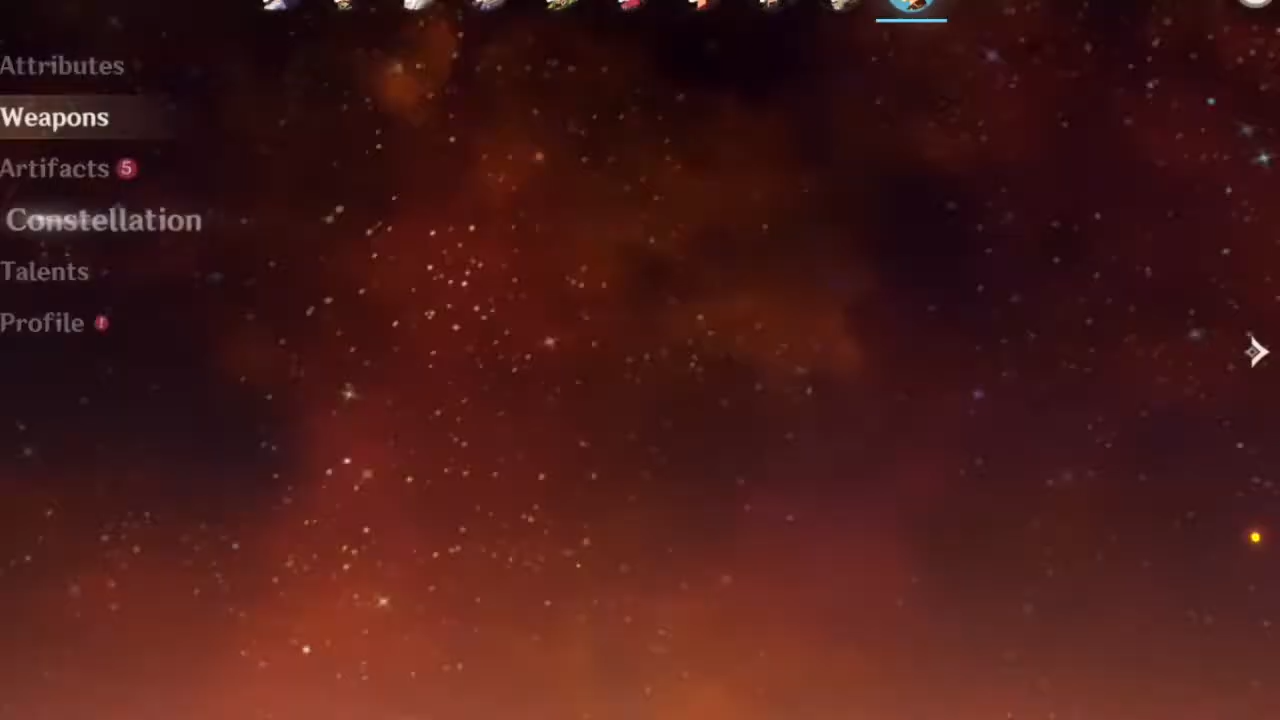 Attributes
Weapons
Artifacts 5
Constellation
Talents
Profile !